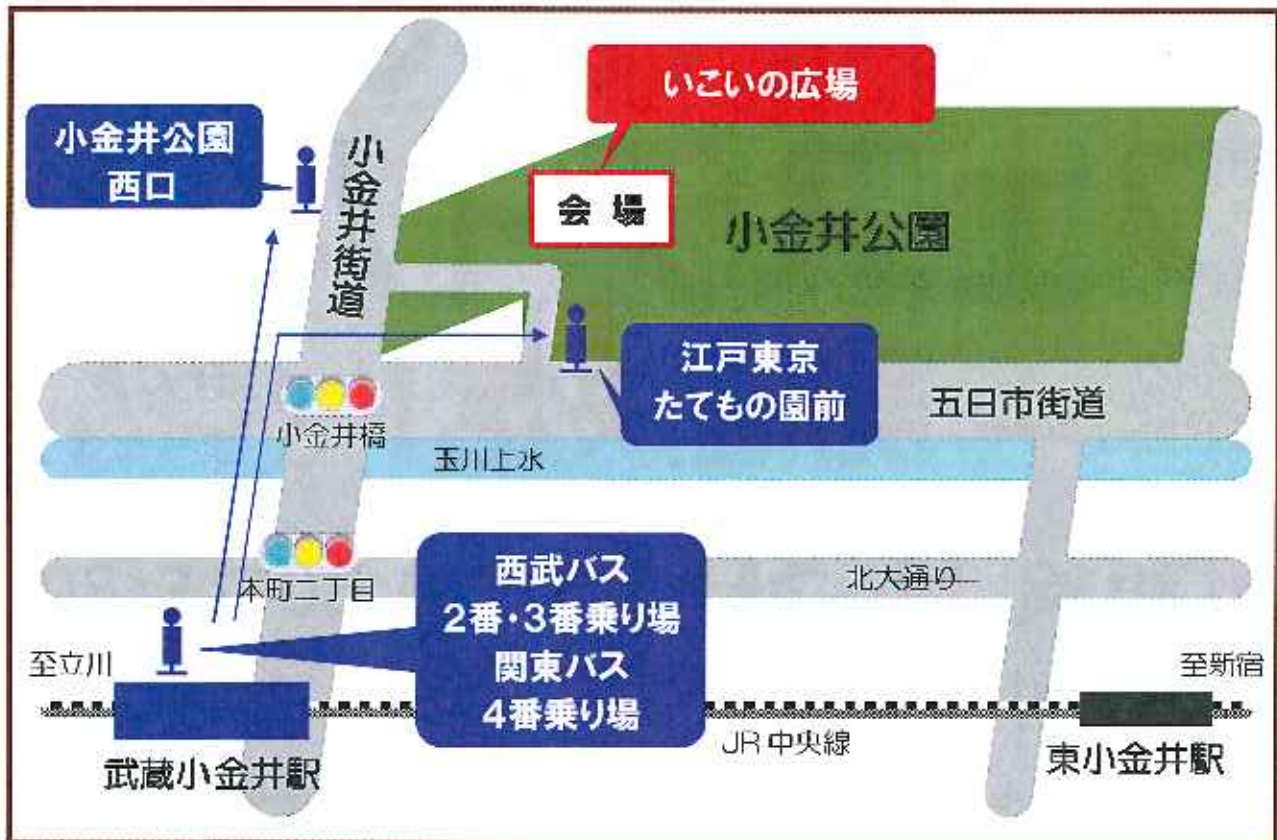 いこいの広場
小金井公園
西口
小金井街道
会場
小金井公園
江戸東京
たてもの園前
五日市街道
小金井橋
玉川上水
西武バス
2番・3番乗り場
関東バス
4番乗り場
本町二丁目
北大通り
至立川
至新宿
JR中央線
武蔵小金井駅
東小金井駅